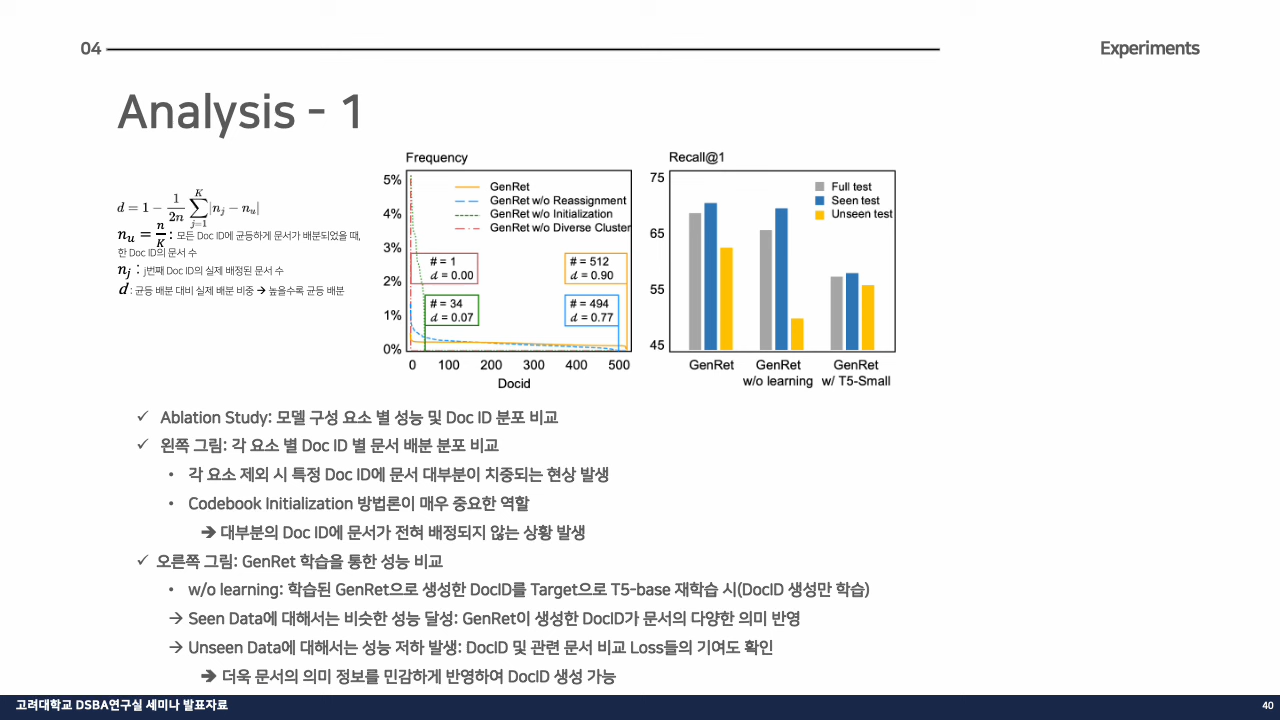 04
Experiments
Analysis - 1
d = 1 - \frac{1}{2n} \sum_{j=1}^{K} |n_j - n_u|
n_u = \frac{n}{K} : 모든 Doc ID에 균등하게 문서가 배분되었을 때,
한 Doc ID의 문서 수
n_j : j번째 Doc ID의 실제 배정된 문서 수
d : 균등 배분 대비 실제 배분 비중 → 높을수록 균등 배분
Frequency
5%
4%
3%
2%
1%
0%
GenRet
GenRet w/o Reassignment
GenRet w/o Initialization
GenRet w/o Diverse Cluster
# = 1
d = 0.00
# = 512
d = 0.90
# = 34
d = 0.07
# = 494
d = 0.77
0 100 200 300 400 500
Docid
Recall@1
75
65
55
45
Full test
Seen test
Unseen test
GenRet
GenRet
w/o learning
GenRet
w/ T5-Small
✓ Ablation Study: 모델 구성 요소 별 성능 및 Doc ID 분포 비교
✓ 왼쪽 그림: 각 요소 별 Doc ID 별 문서 배분 분포 비교
• 각 요소 제외 시 특정 Doc ID에 문서 대부분이 치중되는 현상 발생
• Codebook Initialization 방법론이 매우 중요한 역할
→ 대부분의 Doc ID에 문서가 전혀 배정되지 않는 상황 발생
✓ 오른쪽 그림: GenRet 학습을 통한 성능 비교
• w/o learning: 학습된 GenRet으로 생성한 DocID를 Target으로 T5-base 재학습 시(DocID 생성만 학습)
→ Seen Data에 대해서는 비슷한 성능 달성: GenRet이 생성한 DocID가 문서의 다양한 의미 반영
→ Unseen Data에 대해서는 성능 저하 발생: DocID 및 관련 문서 비교 Loss들의 기여도 확인
→ 더욱 문서의 의미 정보를 민감하게 반영하여 DocID 생성 가능
고려대학교 DSBA연구실 세미나 발표자료
40